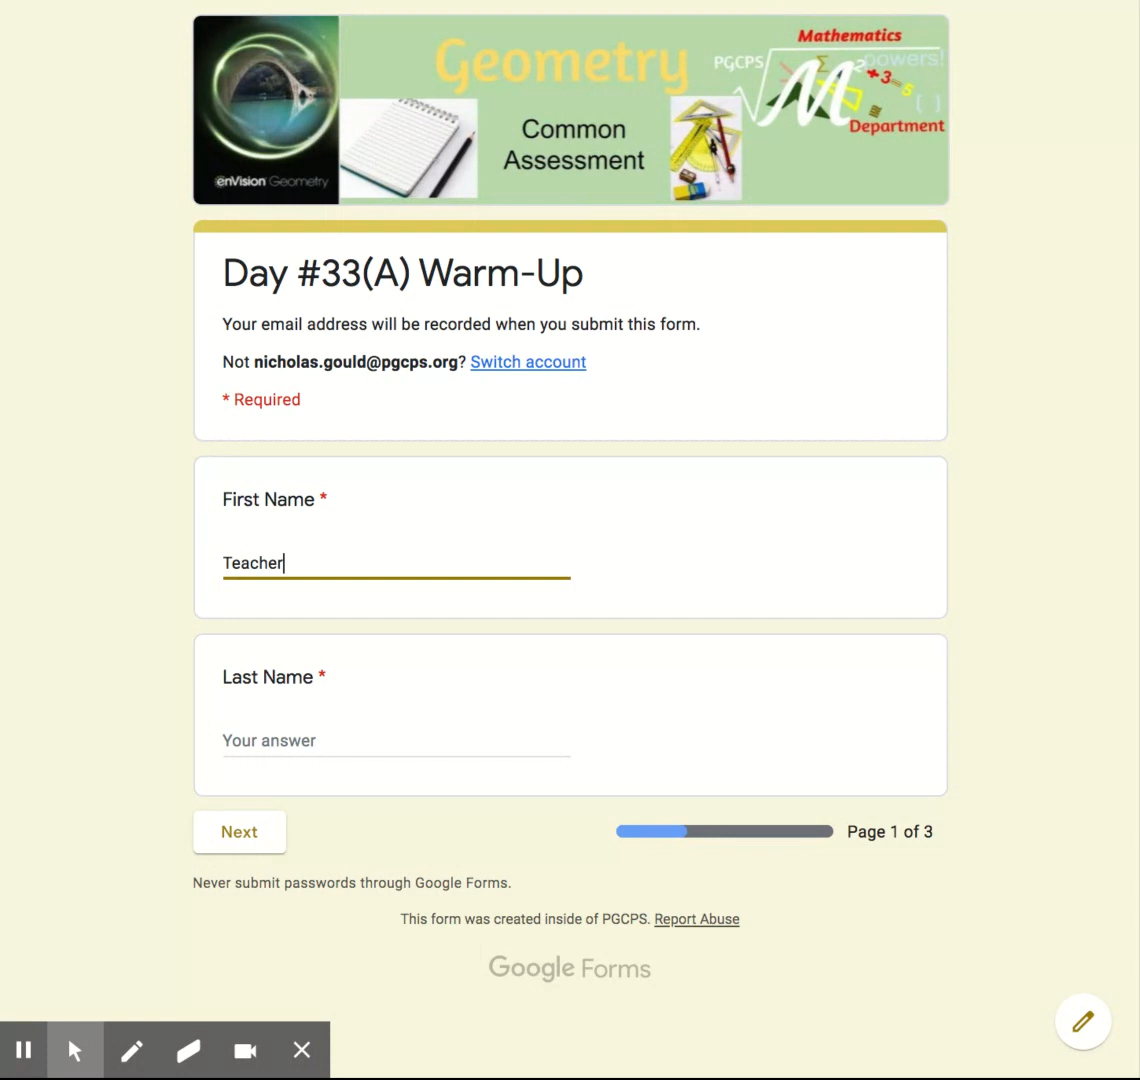 Geometry
Common
Assessment
enVision Geometry
PGCPS
Mathematics
M
2
powers!
+3
5
Department
Day #33(A) Warm-Up
Your email address will be recorded when you submit this form.
Not nicholas.gould@pgcps.org? Switch account
* Required
First Name *
Teacher
Last Name *
Your answer
Next
Page 1 of 3
Never submit passwords through Google Forms.
This form was created inside of PGCPS. Report Abuse
Google Forms